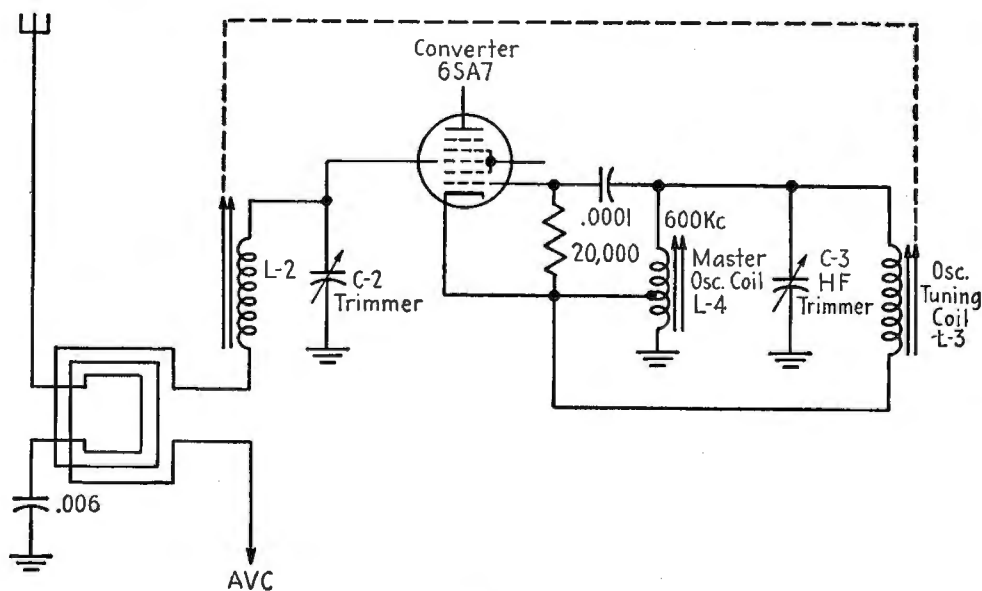 Converter
6SA7
.0001
600Kc
20,000
Master
Osc. Coil
L-4
C-3
HF
Trimmer
Osc.
Tuning
Coil
-L-3
L-2
C-2
Trimmer
.006
AVC